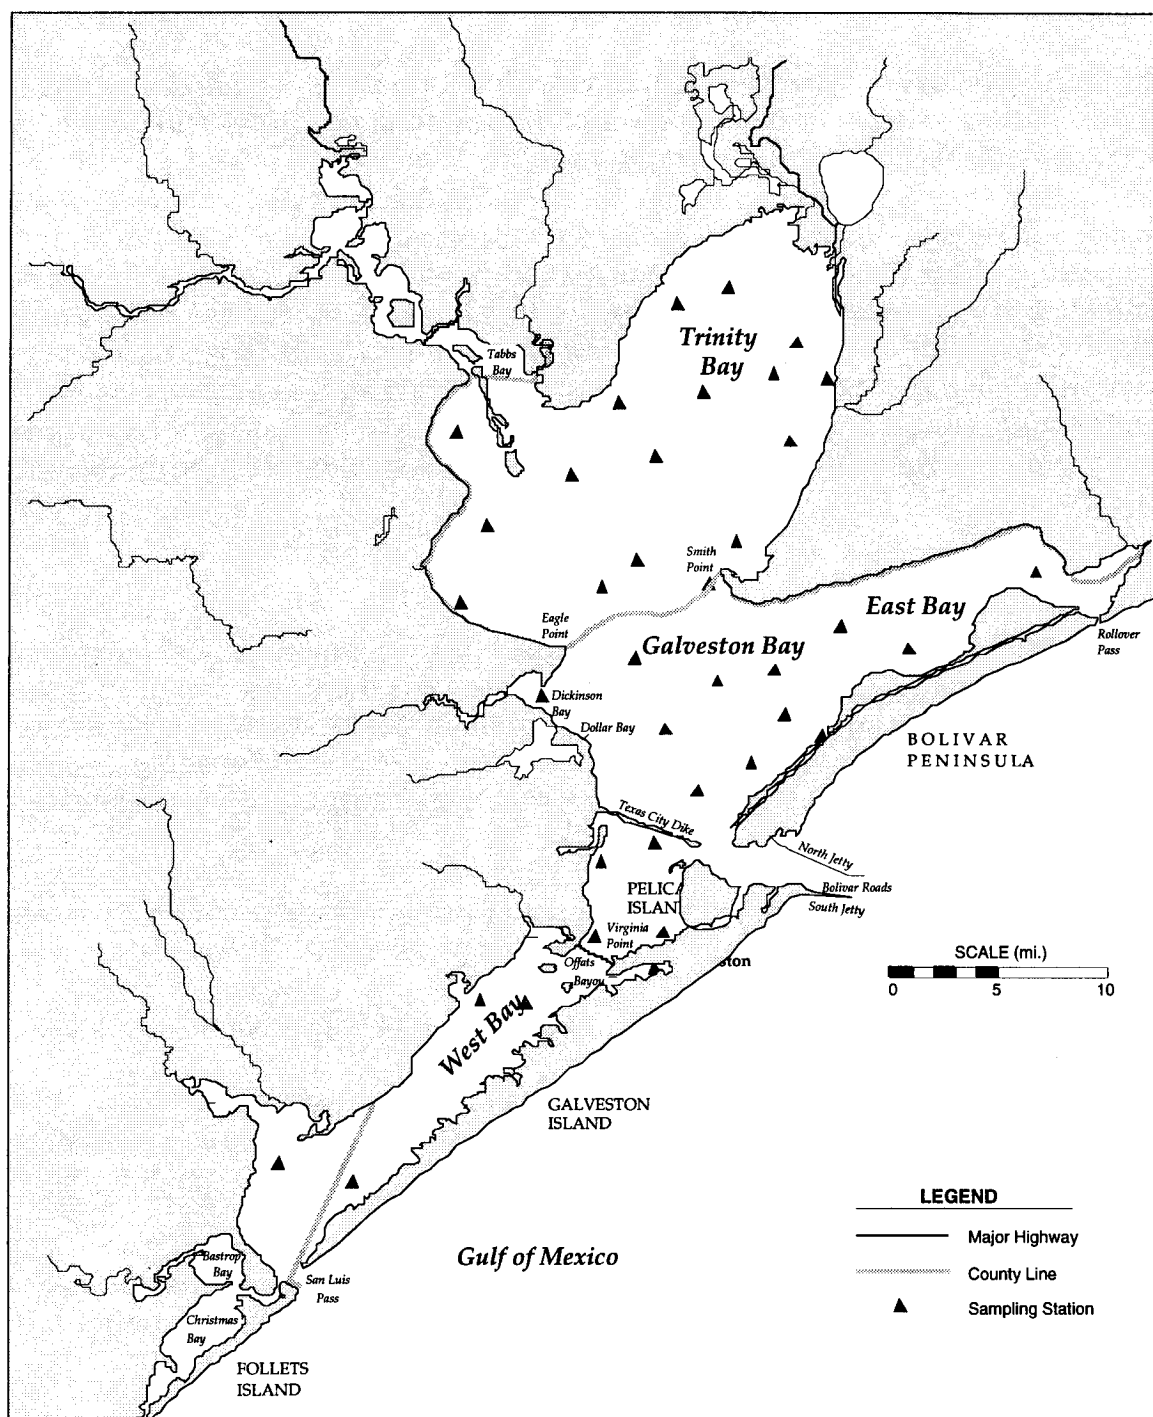 Trinity
Bay
Tabbs
Bay
Smith
Point
East Bay
Eagle
Point
Galveston Bay
Rollover
Pass
Dickinson
Bay
Dollar Bay
BOLIVAR
PENINSULA
Texas City Dike
North Jetty
PELIC
ISLAN
Bolivar Roads
South Jetty
Virginia
Point
Offats
Bayou
ston
SCALE (mi.)
0 5 10
West Bay
GALVESTON
ISLAND
LEGEND
Major Highway
County Line
Sampling Station
Gulf of Mexico
Bastrop
Bay
San Luis
Pass
Christmas
Bay
FOLLETS
ISLAND